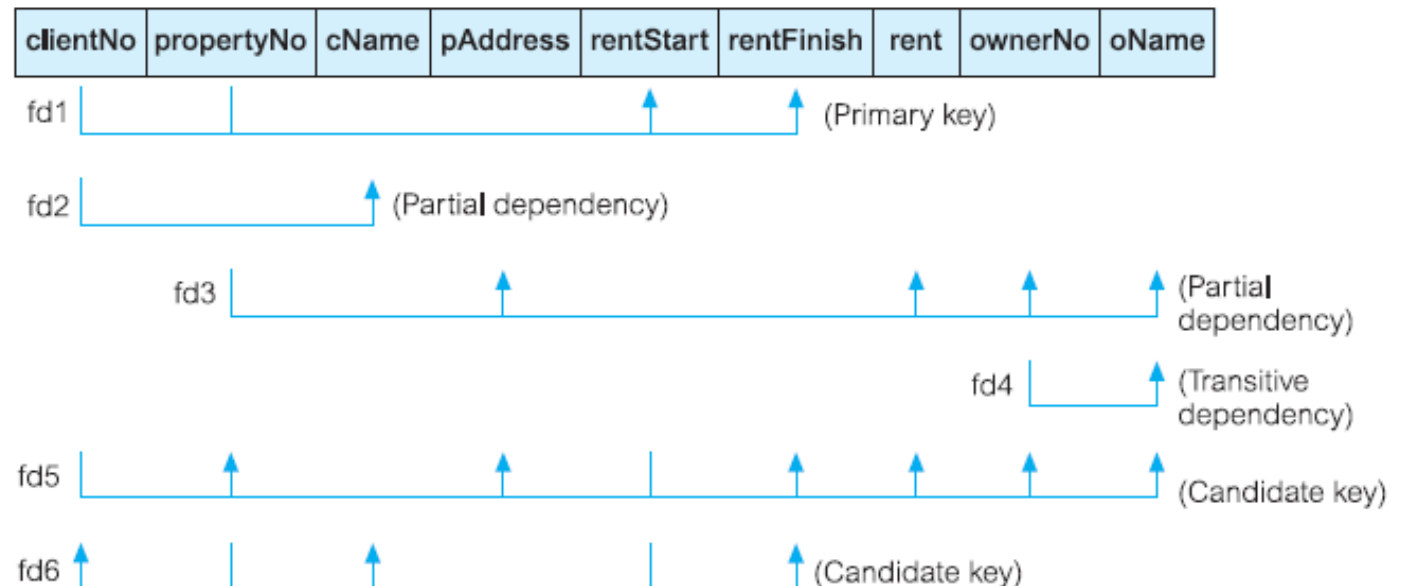 clientNo propertyNo cName pAddress rentStart rentFinish rent ownerNo oName
fd1 (Primary key)
fd2 (Partial dependency)
fd3 (Partial
dependency)
fd4 (Transitive
dependency)
fd5 (Candidate key)
fd6 (Candidate key)